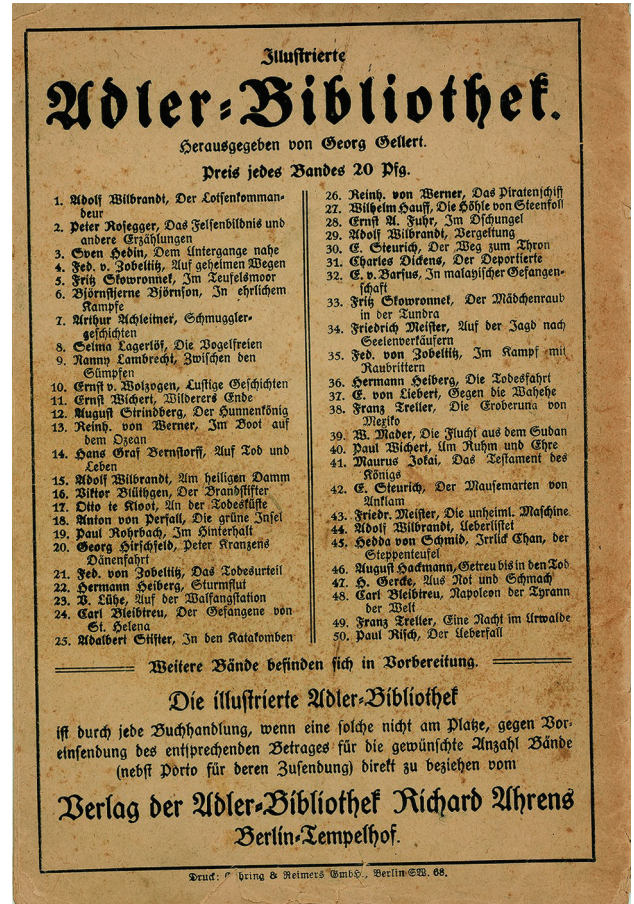 Illustrierte
Adler-Bibliothek.
Herausgegeben von Georg Gellert.
Preis jedes Bandes 20 Pfg.
1. Adolf Wilbrandt, Der Lotsenkomman-
deur
2. Peter Rosegger, Das Felsenbildnis und
andere Erzählungen
3. Sven Hedin, Dem Untergange nahe
4. Fed. v. Zobeltitz, Auf geheimen Wegen
5. Fritz Skowronnek, Im Teufelsmoor
6. Björnstjerne Björnson, In ehrlichem
Kampfe
7. Arthur Achleitner, Schmuggler-
geschichten
8. Selma Lagerlöf, Die Vogelfreien
9. Nanny Lambrecht, Zwischen den
Sümpfen
10. Ernst v. Wolzogen, Lustige Geschichten
11. Ernst Wichert, Wilderers Ende
12. August Strindberg, Der Hunnenkönig
13. Reinh. von Werner, Im Boot auf
dem Ozean
14. Hans Graf Bernstorff, Auf Tod und
Leben
15. Adolf Wilbrandt, Am heiligen Damm
16. Viktor Blüthgen, Der Brandstifter
17. Otto te Kloot, An der Todesküste
18. Anton von Perfall, Die grüne Insel
19. Paul Rohrbach, Im Hinterhalt
20. Georg Hirschfeld, Peter Kranzens
Dänenfahrt
21. Fed. von Zobeltitz, Das Todesurteil
22. Hermann Heiberg, Sturmflut
23. V. Lühe, Auf der Walfangstation
24. Carl Bleibtreu, Der Gefangene von
St. Helena
25. Adalbert Stifter, In den Katakomben
26. Reinh. von Werner, Das Piratenschiff
27. Wilhelm Hauff, Die Höhle von Steenfoll
28. Ernst A. Fuhr, Im Dschungel
29. Adolf Wilbrandt, Vergeltung
30. E. Steurich, Der Weg zum Thron
31. Charles Dickens, Der Deportierte
32. E. v. Barfus, In malayischer Gefangen-
schaft
33. Fritz Skowronnek, Der Mädchenraub
in der Tundra
34. Friedrich Meister, Auf der Jagd nach
Seelenverkäufern
35. Fed. von Zobeltitz, Im Kampf mit
Raubrittern
36. Hermann Heiberg, Die Todesfahrt
37. E. von Liebert, Gegen die Wahehe
38. Franz Treller, Die Eroberung von
Mexiko
39. W. Mader, Die Flucht aus dem Sudan
40. Paul Wichert, Um Ruhm und Ehre
41. Maurus Jokai, Das Testament des
Königs
42. E. Steurich, Der Mausemarten von
Anklam
43. Friedr. Meister, Die unheiml. Maschine
44. Adolf Wilbrandt, Ueberlistet
45. Hedda von Schmid, Irrlick Chan, der
Steppenteufel
46. August Hackmann, Getreu bis in den Tod
47. H. Gercke, Aus Not und Schmach
48. Carl Bleibtreu, Napoleon der Tyrann
der Welt
49. Franz Treller, Eine Nacht im Urwalde
50. Paul Risch, Der Ueberfall
Weitere Bände befinden sich in Vorbereitung.
Die illustrierte Adler-Bibliothek
ist durch jede Buchhandlung, wenn eine solche nicht am Platze, gegen Vor-
einsendung des entsprechenden Betrages für die gewünschte Anzahl Bände
(nebst Porto für deren Zusendung) direkt zu beziehen vom
Verlag der Adler-Bibliothek Richard Ahrens
Berlin-Tempelhof.
Druck: & Reimers GmbH., Berlin SW. 68.